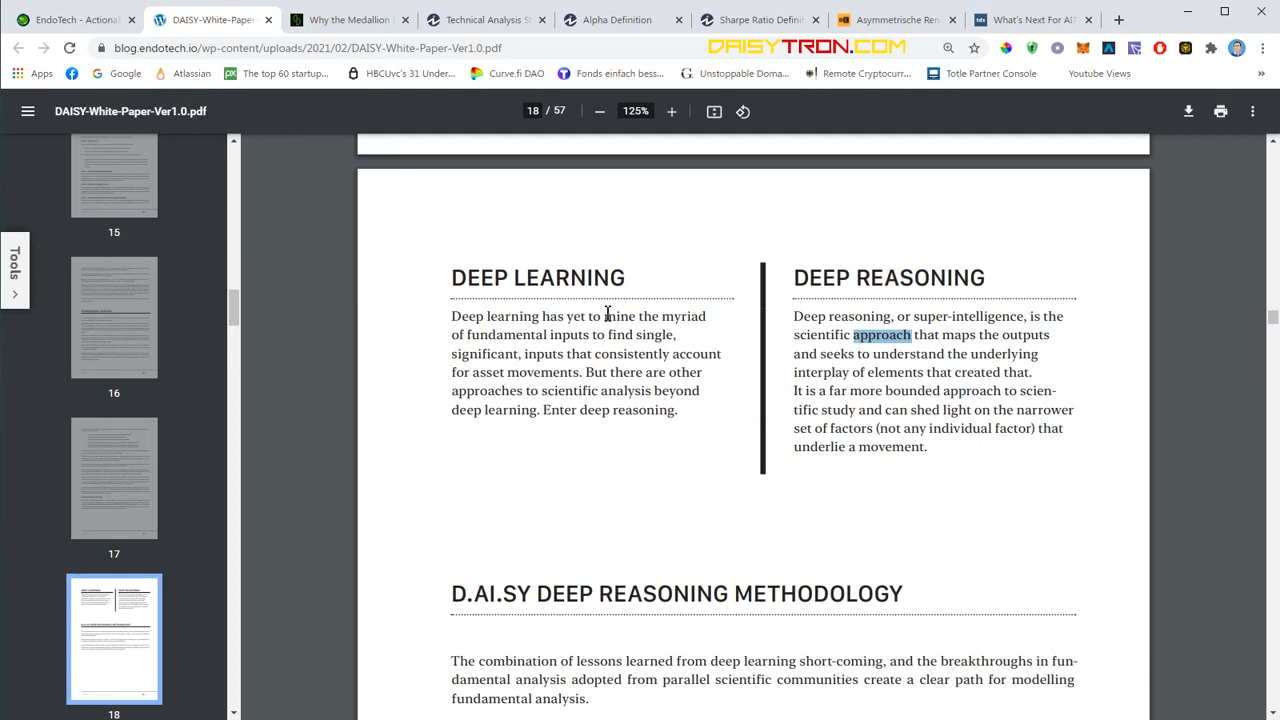 EndoTech - Actional
DAISY-White-Paper-
Why the Medallion
Technical Analysis S
Alpha Definition
Sharpe Ratio Defini
Asymmetrische Ren
What's Next For AI?
blog.endotech.io/wp-content/uploads/2021/02/DAISY-White-Paper-Ver1.0.pdf
DAISYTRON.COM
Apps
Google
Atlassian
The top 60 startup...
HBCUvc's 31 Under...
Curve.fi DAO
Fonds einfach bess...
Unstoppable Doma...
Remote Cryptocurr...
Totle Partner Console
Youtube Views
DAISY-White-Paper-Ver1.0.pdf
18 / 57
125%
Tools
15
16
17
18
DEEP LEARNING
Deep learning has yet to mine the myriad
of fundamental inputs to find single,
significant, inputs that consistently account
for asset movements. But there are other
approaches to scientific analysis beyond
deep learning. Enter deep reasoning.
DEEP REASONING
Deep reasoning, or super-intelligence, is the
scientific approach that maps the outputs
and seeks to understand the underlying
interplay of elements that created that.
It is a far more bounded approach to scien-
tific study and can shed light on the narrower
set of factors (not any individual factor) that
underlie a movement.
D.AI.SY DEEP REASONING METHODOLOGY
The combination of lessons learned from deep learning short-coming, and the breakthroughs in fun-
damental analysis adopted from parallel scientific communities create a clear path for modelling
fundamental analysis.